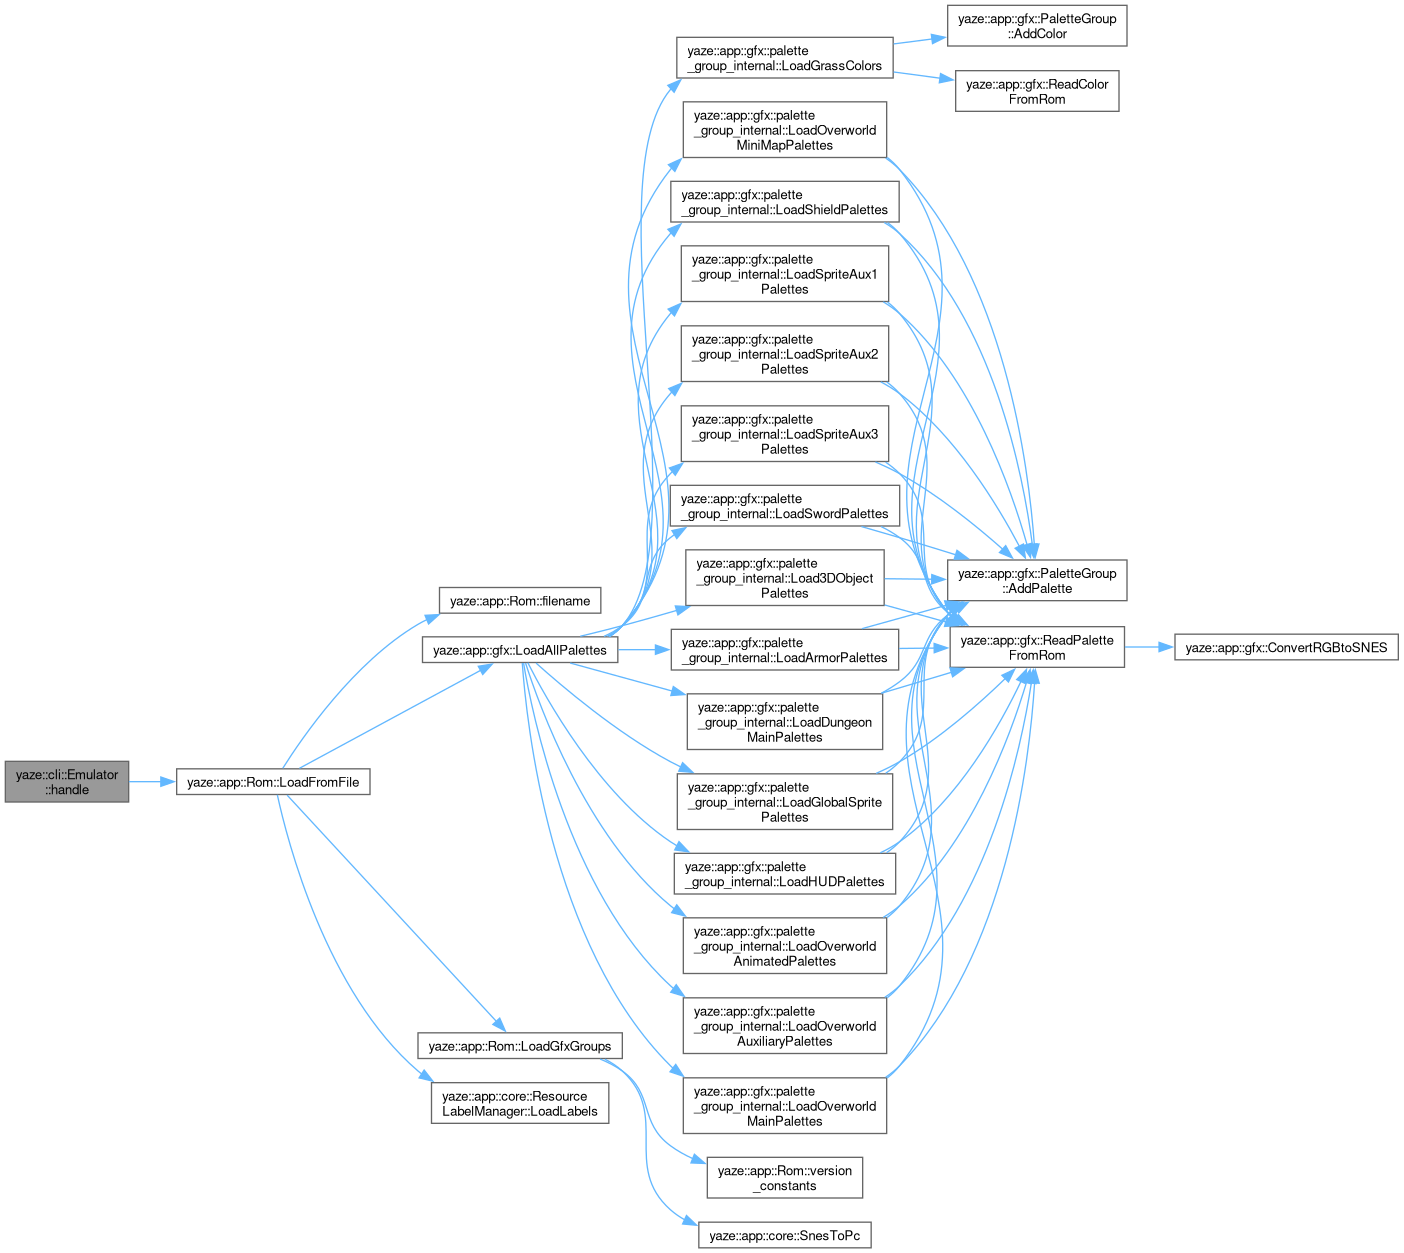 yaze::cli::Emulator
::handle
yaze::app::Rom::LoadFromFile
yaze::app::Rom::filename
yaze::app::gfx::LoadAllPalettes
yaze::app::Rom::LoadGfxGroups
yaze::app::core::Resource
LabelManager::LoadLabels
yaze::app::gfx::palette
_group_internal::LoadGrassColors
yaze::app::gfx::palette
_group_internal::LoadOverworld
MiniMapPalettes
yaze::app::gfx::palette
_group_internal::LoadShieldPalettes
yaze::app::gfx::palette
_group_internal::LoadSpriteAux1
Palettes
yaze::app::gfx::palette
_group_internal::LoadSpriteAux2
Palettes
yaze::app::gfx::palette
_group_internal::LoadSpriteAux3
Palettes
yaze::app::gfx::palette
_group_internal::LoadSwordPalettes
yaze::app::gfx::palette
_group_internal::Load3DObject
Palettes
yaze::app::gfx::palette
_group_internal::LoadArmorPalettes
yaze::app::gfx::palette
_group_internal::LoadDungeon
MainPalettes
yaze::app::gfx::palette
_group_internal::LoadGlobalSprite
Palettes
yaze::app::gfx::palette
_group_internal::LoadHUDPalettes
yaze::app::gfx::palette
_group_internal::LoadOverworld
AnimatedPalettes
yaze::app::gfx::palette
_group_internal::LoadOverworld
AuxiliaryPalettes
yaze::app::gfx::palette
_group_internal::LoadOverworld
MainPalettes
yaze::app::Rom::version
_constants
yaze::app::core::SnesToPc
yaze::app::gfx::PaletteGroup
::AddColor
yaze::app::gfx::ReadColor
FromRom
yaze::app::gfx::PaletteGroup
::AddPalette
yaze::app::gfx::ReadPalette
FromRom
yaze::app::gfx::ConvertRGBtoSNES